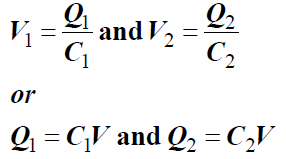 V₁ = Q₁/C₁ and V₂ = Q₂/C₂
or
Q₁ = C₁V and Q₂ = C₂V